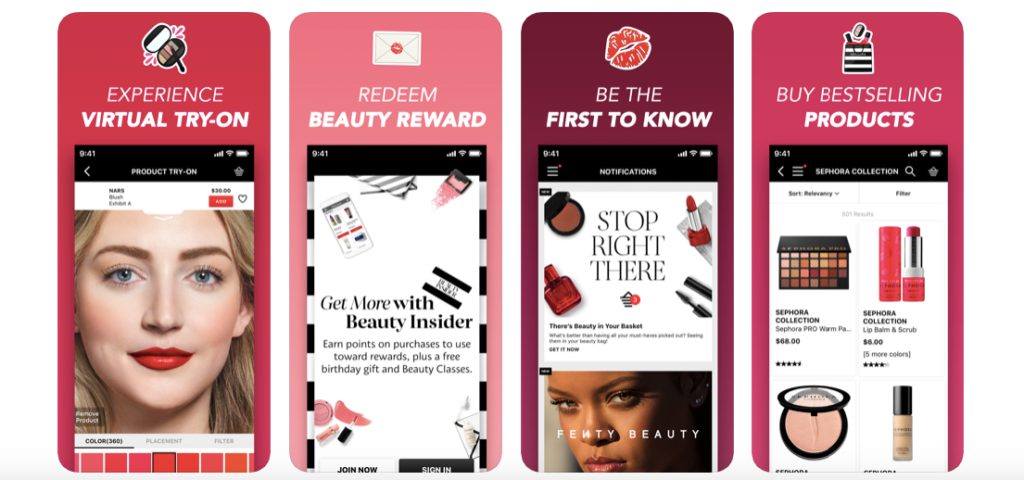 EXPERIENCE
VIRTUAL TRY-ON
9:41
PRODUCT TRY-ON
NARS
Blush
Exhibit A
$30.00
ADD
Remove
Product
COLOR(360)
PLACEMENT
FILTER
REDEEM
BEAUTY REWARD
9:41
BEAUTY
INSIDER
Get More with
Beauty Insider
Earn points on purchases to use
toward rewards, plus a free
birthday gift and Beauty Classes.
JOIN NOW
SIGN IN
BE THE
FIRST TO KNOW
9:41
NOTIFICATIONS
NEW
STOP
RIGHT
THERE
3
There's Beauty in Your Basket
What's better than having all your must-haves picked out? Seeing
them in your beauty bag!
GET IT NOW
NEW
FENTY BEAUTY
BUY BESTSELLING
PRODUCTS
9:41
SEPHORA COLLECTION
Sort: Relevancy
Filter
501 Results
SEPHORA PRO
SEPHORA
COLLECTION
Sephora PRO Warm Pa...
$68.00
SEPHORA
COLLECTION
Lip Balm & Scrub
$6.00
[5 more colors]
SEPHORA
SEPHORA
SEPHORA